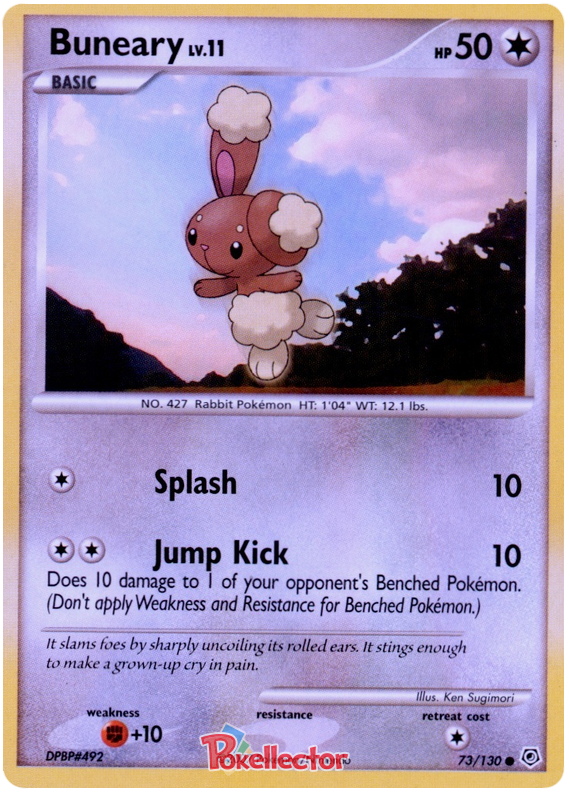 Buneary LV.11
HP 50
BASIC
NO. 427 Rabbit Pokémon HT: 1'04" WT: 12.1 lbs.
Splash 10
Jump Kick 10
Does 10 damage to 1 of your opponent's Benched Pokémon.
(Don't apply Weakness and Resistance for Benched Pokémon.)
It slams foes by sharply uncoiling its rolled ears. It stings enough
to make a grown-up cry in pain.
Illus. Ken Sugimori
weakness resistance retreat cost
+10
DPBP#492
Pokellector
73/130